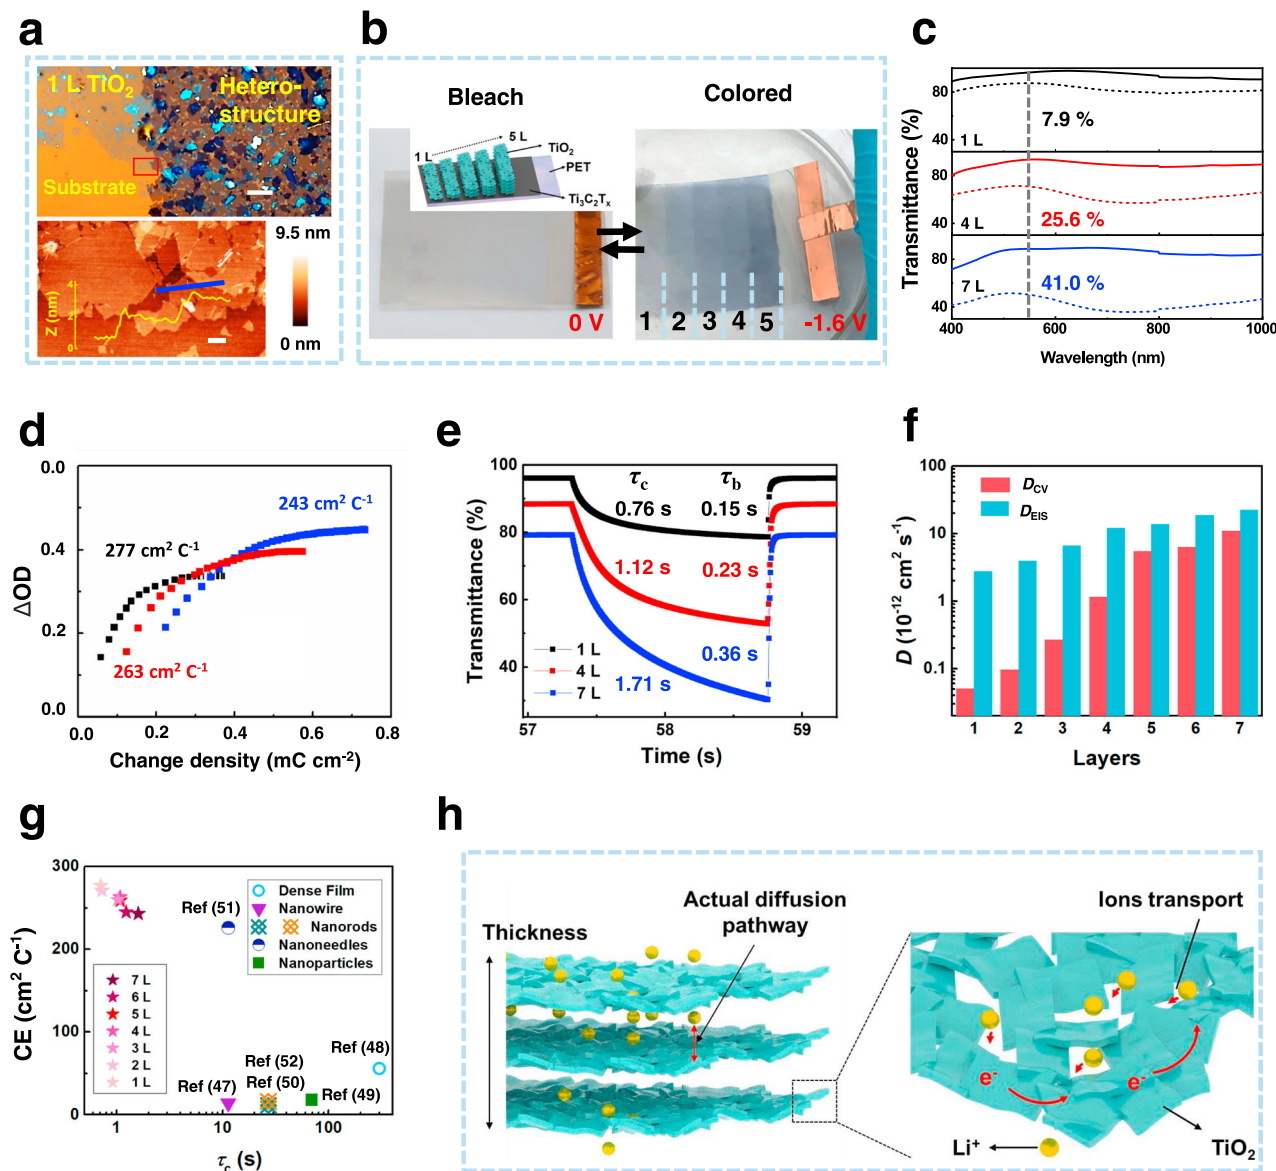 a
1 L TiO2
Hetero-
structure
Substrate
9.5 nm
0 nm
Z (nm)
4
2
0
b
Bleach
Colored
1 L
5 L
TiO2
PET
Ti3C2Tx
0 V
1 2 3 4 5
-1.6 V
c
Transmittance (%)
80
40
1 L
7.9 %
80
40
4 L
25.6 %
80
40
7 L
41.0 %
400 600 800 1000
Wavelength (nm)
d
ΔOD
0.0
0.4
0.2
0.0
243 cm² C⁻¹
277 cm² C⁻¹
263 cm² C⁻¹
0.0 0.2 0.4 0.6 0.8
Change density (mC cm⁻²)
e
Transmittance (%)
100
80
60
40
τc τb
0.76 s 0.15 s
1.12 s 0.23 s
0.36 s
1.71 s
1 L
4 L
7 L
57 58 59
Time (s)
f
D (10⁻¹² cm² s⁻¹)
100
10
1
0.1
DCV
DEIS
1 2 3 4 5 6 7
Layers
g
CE (cm² C⁻¹)
300
200
100
0
Ref (51)
Dense Film
Nanowire
Nanorods
Nanoneedles
Nanoparticles
7 L
6 L
5 L
4 L
3 L
2 L
1 L
Ref (48)
Ref (52)
Ref (47)
Ref (50)
Ref (49)
1 10 100
τc (s)
h
Thickness
Actual diffusion
pathway
Ions transport
e⁻
e⁻
Li⁺
TiO2